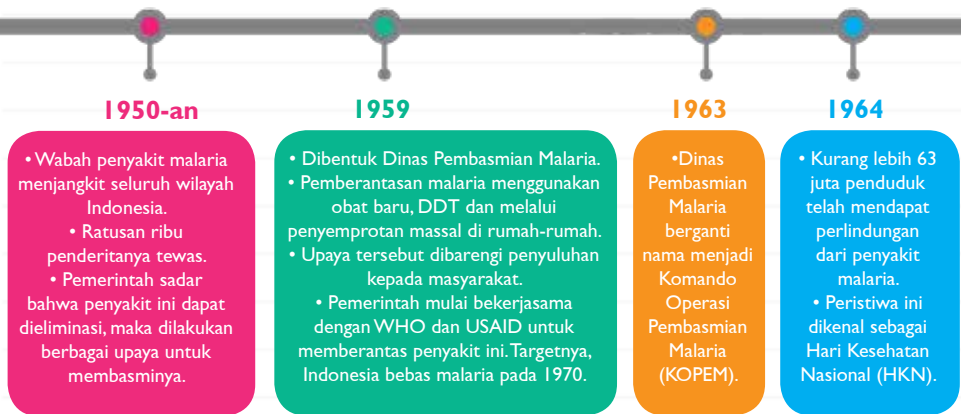 1950-an
• Wabah penyakit malaria
menjangkit seluruh wilayah
Indonesia.
• Ratusan ribu
penderitanya tewas.
• Pemerintah sadar
bahwa penyakit ini dapat
dieliminasi, maka dilakukan
berbagai upaya untuk
membasminya.
1959
• Dibentuk Dinas Pembasmian Malaria.
• Pemberantasan malaria menggunakan
obat baru, DDT dan melalui
penyemprotan massal di rumah-rumah.
• Upaya tersebut dibarengi penyuluhan
kepada masyarakat.
• Pemerintah mulai bekerjasama
dengan WHO dan USAID untuk
memberantas penyakit ini. Targetnya,
Indonesia bebas malaria pada 1970.
1963
•Dinas
Pembasmian
Malaria
berganti
nama menjadi
Komando
Operasi
Pembasmian
Malaria
(KOPEM).
1964
• Kurang lebih 63
juta penduduk
telah mendapat
perlindungan
dari penyakit
malaria.
• Peristiwa ini
dikenal sebagai
Hari Kesehatan
Nasional (HKN).